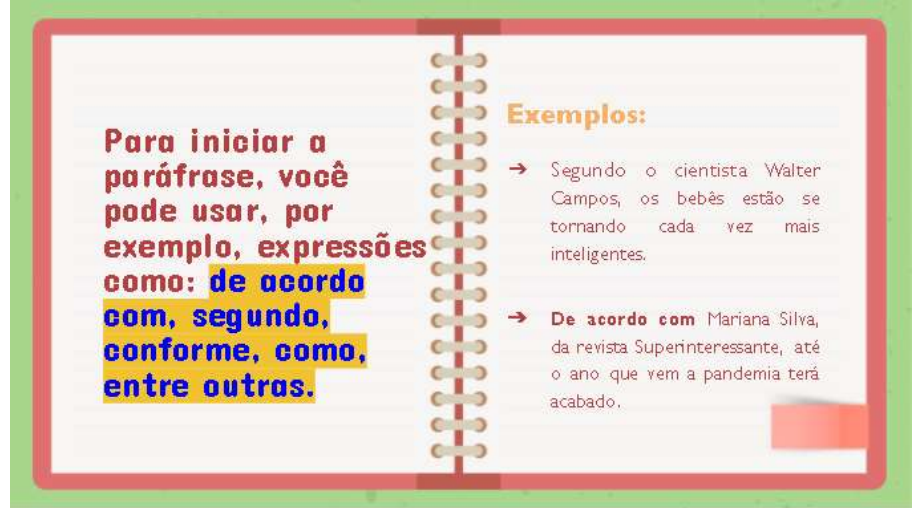 Para iniciar a
paráfrase, você
pode usar, por
exemplo, expressões
como: de acordo
com, segundo,
conforme, como,
entre outras.
Exemplos:
➔ Segundo o cientista Walter
Campos, os bebês estão se
tornando cada vez mais
inteligentes.
➔ De acordo com Mariana Silva,
da revista Superinteressante, até
o ano que vem a pandemia terá
acabado.